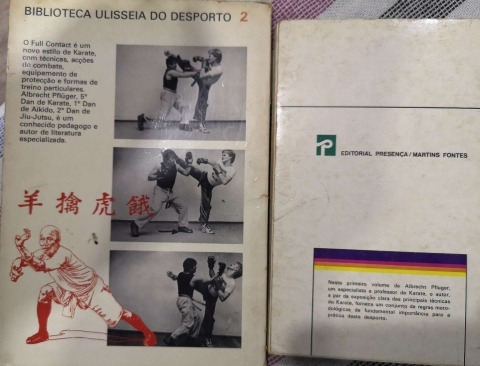 BIBLIOTECA ULISSEIA DO DESPORTO 2
O Full Contact é um
novo estilo de Karate,
com técnicas, acções
de combate,
equipamento de
protecção e formas de
treino particulares.
Albrecht Pflüger, 5º
Dan de Karate, 1º Dan
de Aikido, 2º Dan de
Jiu-Jutsu, é um
conhecido pedagogo e
autor de literatura
especializada.
羊擒虎餓
EDITORIAL PRESENÇA / MARTINS FONTES
Neste primeiro volume de Albrecht Pfluger,
um especialista e professor de Karate, o autor,
a par da exposição clara das principais técnicas
do Karate, fornece um conjunto de regras meto-
dológicas de fundamental importância para a
prática deste desporto.